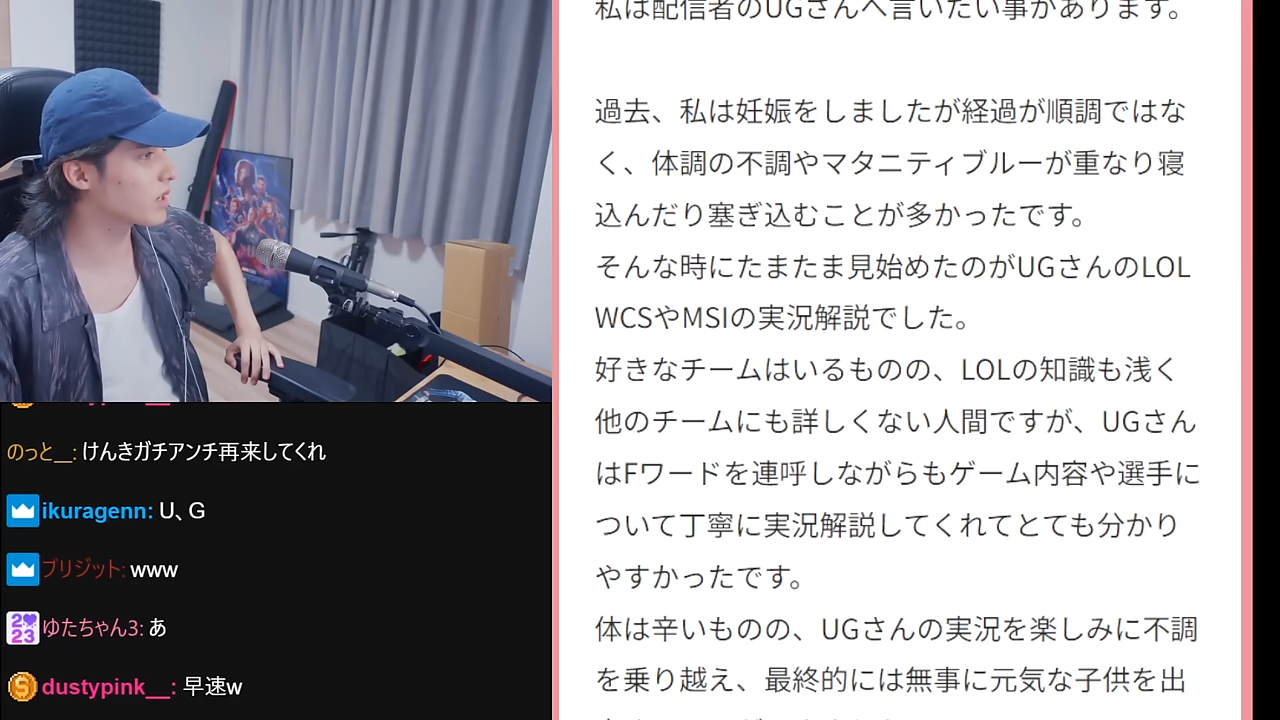 私は配信者のUGさんへ言いたい事があります。
過去、私は妊娠をしましたが経過が順調ではな
く、体調の不調やマタニティブルーが重なり寝
込んだり塞ぎ込むことが多かったです。
そんな時にたまたま見始めたのがUGさんのLOL
WCSやMSIの実況解説でした。
好きなチームはいるものの、LOLの知識も浅く
他のチームにも詳しくない人間ですが、UGさん
はFワードを連呼しながらもゲーム内容や選手に
ついて丁寧に実況解説してくれてとても分かり
やすかったです。
体は辛いものの、UGさんの実況を楽しみに不調
を乗り越え、最終的には無事に元気な子供を出
のっと__: けんきガチアンチ再来してくれ
ikuragenn: U、G
ブリジット: www
2023 ゆたちゃん3: あ
dustypink__: 早速w